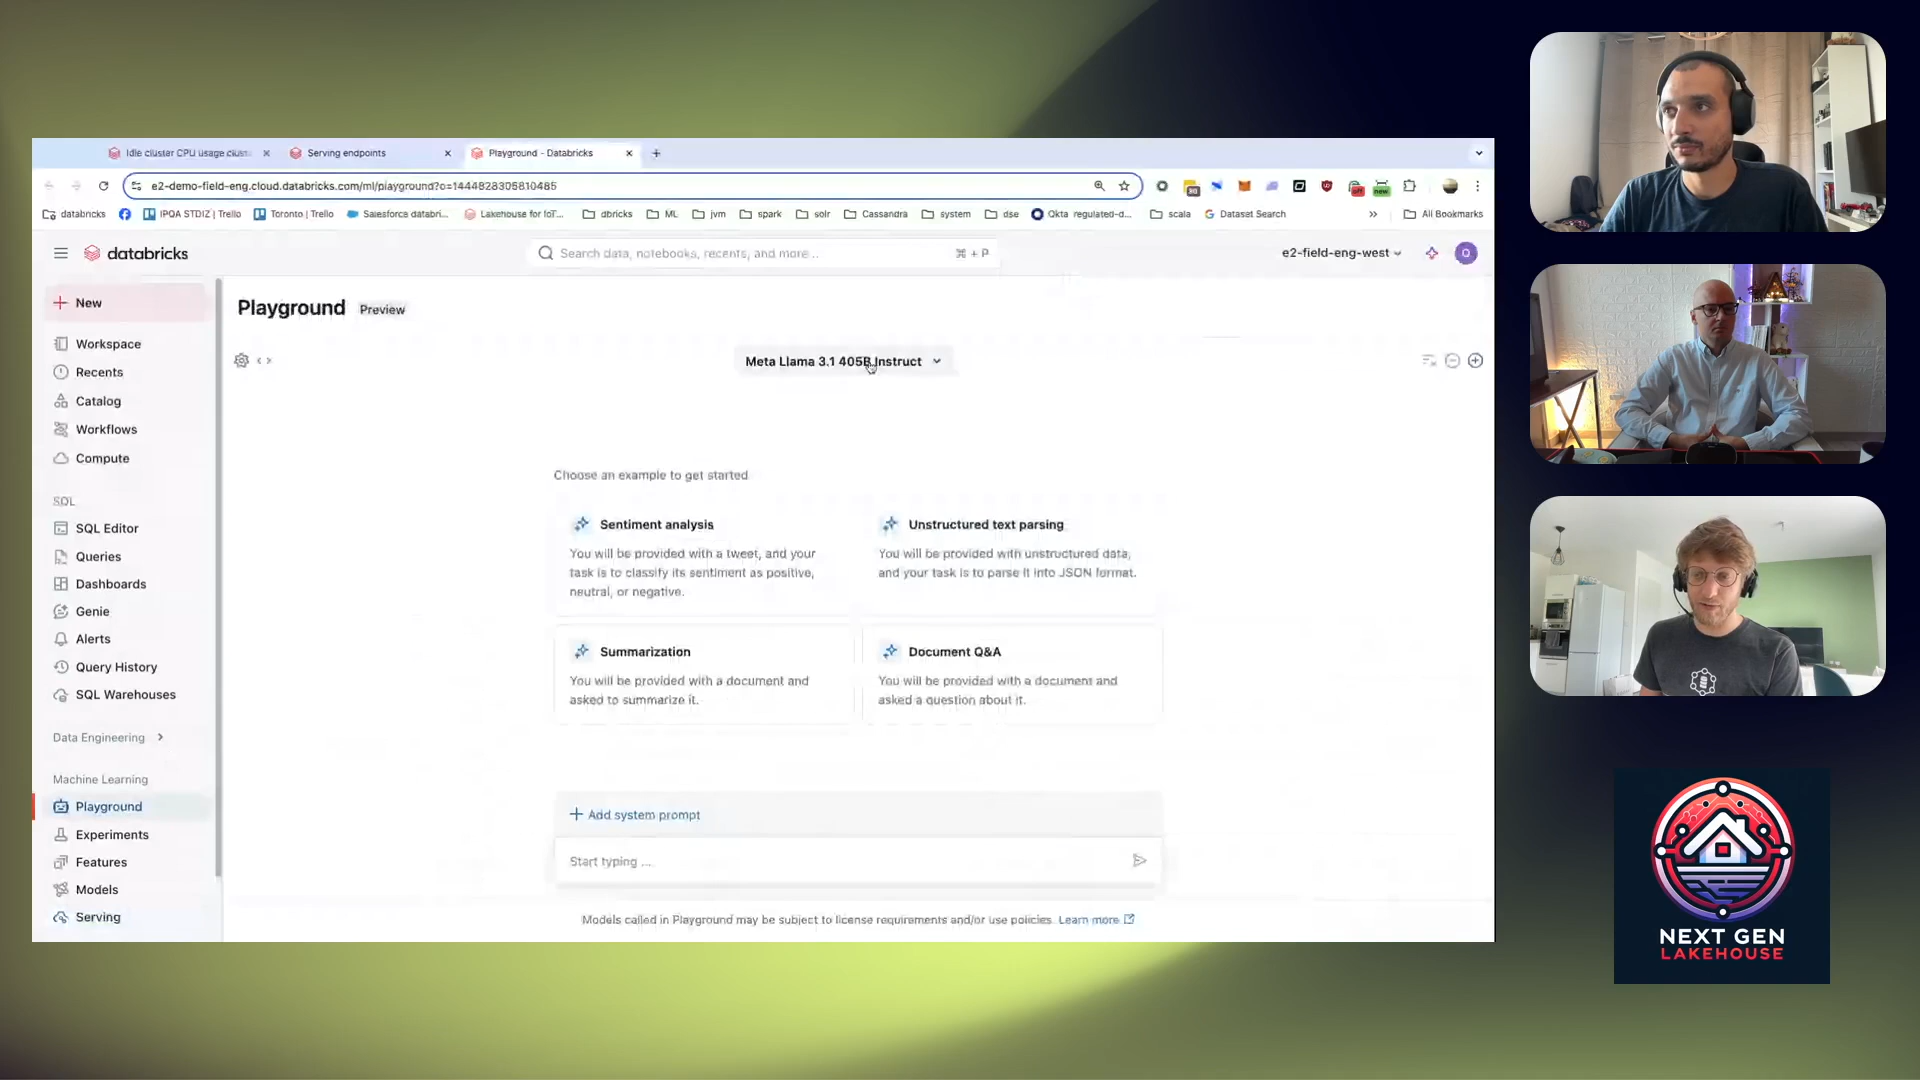 Idle cluster CPU usage clust
Serving endpoints
Playground - Databricks
e2-demo-field-eng.cloud.databricks.com/ml/playground?o=1444828305810485
databricks
IPQA STDIZ | Trello
Toronto | Trello
Salesforce databri...
Lakehouse for IoT...
dbricks
ML
jvm
spark
solr
Cassandra
system
dse
Okta regulated-d...
scala
Dataset Search
»
All Bookmarks
databricks
Search data, notebooks, recents, and more...
⌘ + P
e2-field-eng-west
Q
New
Workspace
Recents
Catalog
Workflows
Compute
SQL
SQL Editor
Queries
Dashboards
Genie
Alerts
Query History
SQL Warehouses
Data Engineering
Machine Learning
Playground
Experiments
Features
Models
Serving
Playground
Preview
Meta Llama 3.1 405B Instruct
Choose an example to get started
Sentiment analysis
You will be provided with a tweet, and your
task is to classify its sentiment as positive,
neutral, or negative.
Unstructured text parsing
You will be provided with unstructured data,
and your task is to parse it into JSON format.
Summarization
You will be provided with a document and
asked to summarize it.
Document Q&A
You will be provided with a document and
asked a question about it.
+ Add system prompt
Start typing ...
Models called in Playground may be subject to license requirements and/or use policies. Learn more
NEXT GEN
LAKEHOUSE